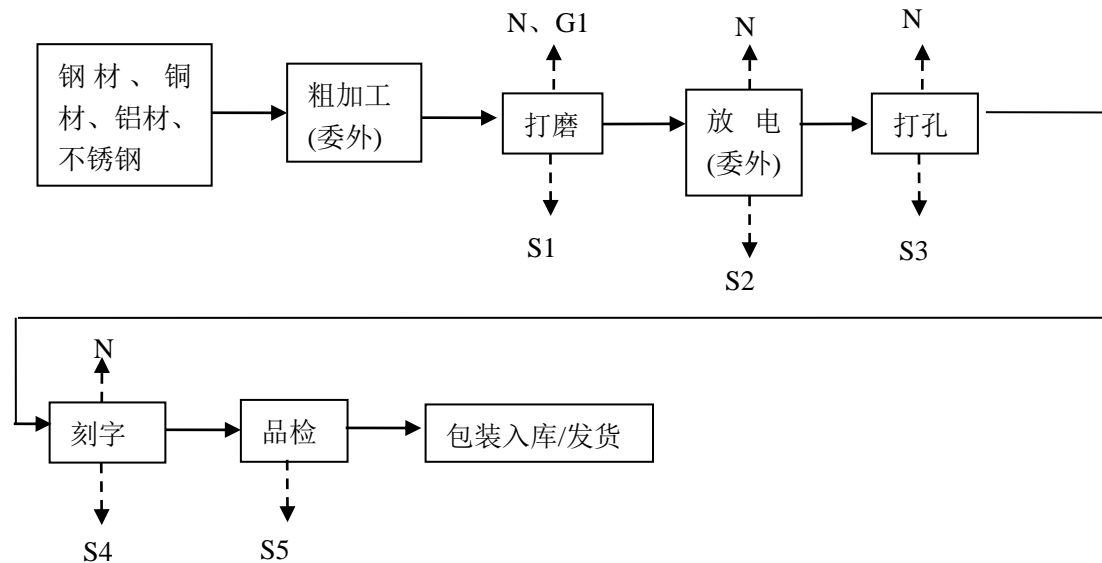 N、G1
N
N
钢材、铜
材、铝材、
不锈钢
粗加工
(委外)
打磨
放电
(委外)
打孔
S1
S2
S3
N
刻字
品检
包装入库/发货
S4
S5